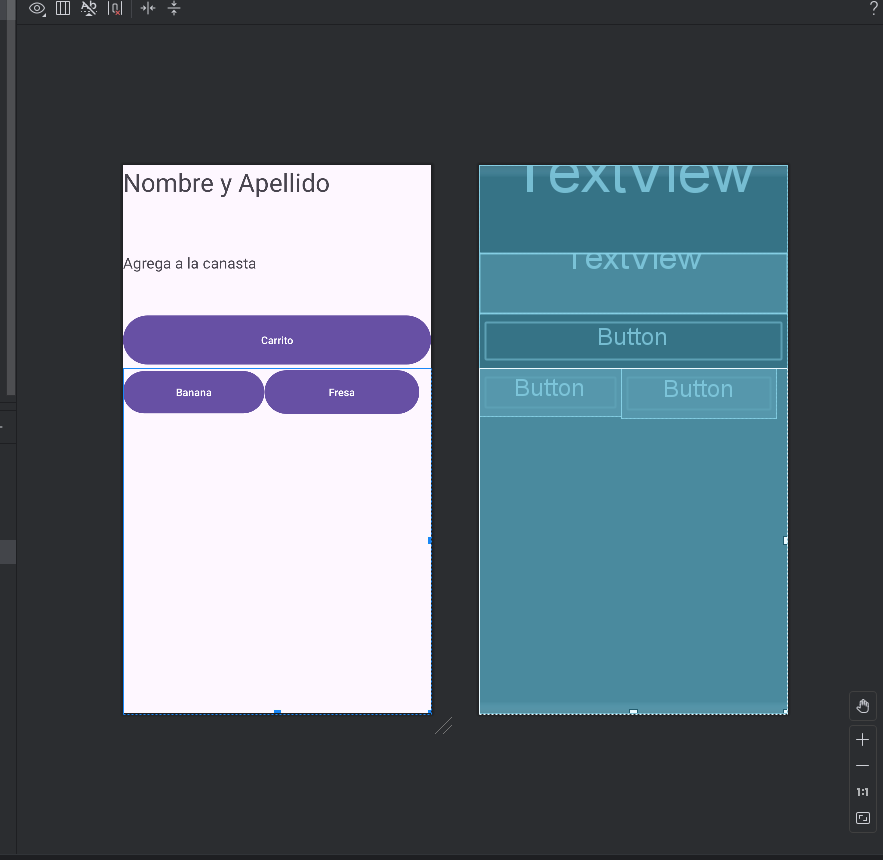 ?
Nombre y Apellido
Agrega a la canasta
Carrito
Banana
Fresa
TextView
TextView
Button
Button
Button
1:1